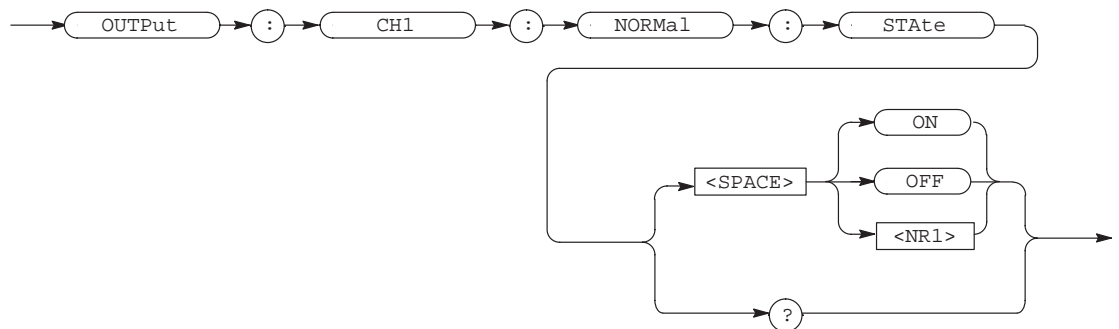 OUTPut : CH1 : NORMal : STAte
ON
<SPACE> OFF
<NR1>
?